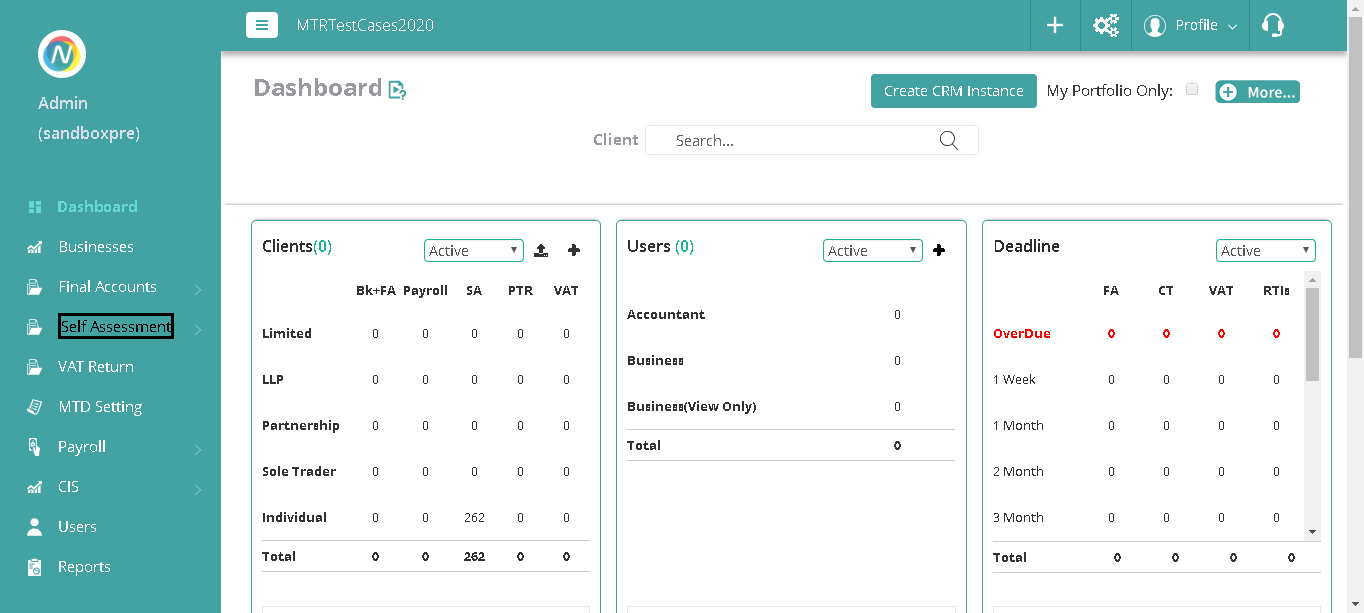 MTRTestCases2020
Profile
N
Admin
(sandboxpre)
Dashboard
Businesses
Final Accounts
Self Assessment
VAT Return
MTD Setting
Payroll
CIS
Users
Reports
Dashboard
Create CRM Instance My Portfolio Only: More...
Client Search...
Clients(0) Active
Bk+FA Payroll SA PTR VAT
Limited 0 0 0 0 0
LLP 0 0 0 0 0
Partnership 0 0 0 0 0
Sole Trader 0 0 0 0 0
Individual 0 0 262 0 0
Total 0 0 262 0 0
Users (0) Active
Accountant 0
Business 0
Business(View Only) 0
Total 0
Deadline Active
FA CT VAT RTIs
OverDue 0 0 0 0
1 Week 0 0 0 0
1 Month 0 0 0 0
2 Month 0 0 0 0
3 Month 0 0 0 0
Total 0 0 0 0